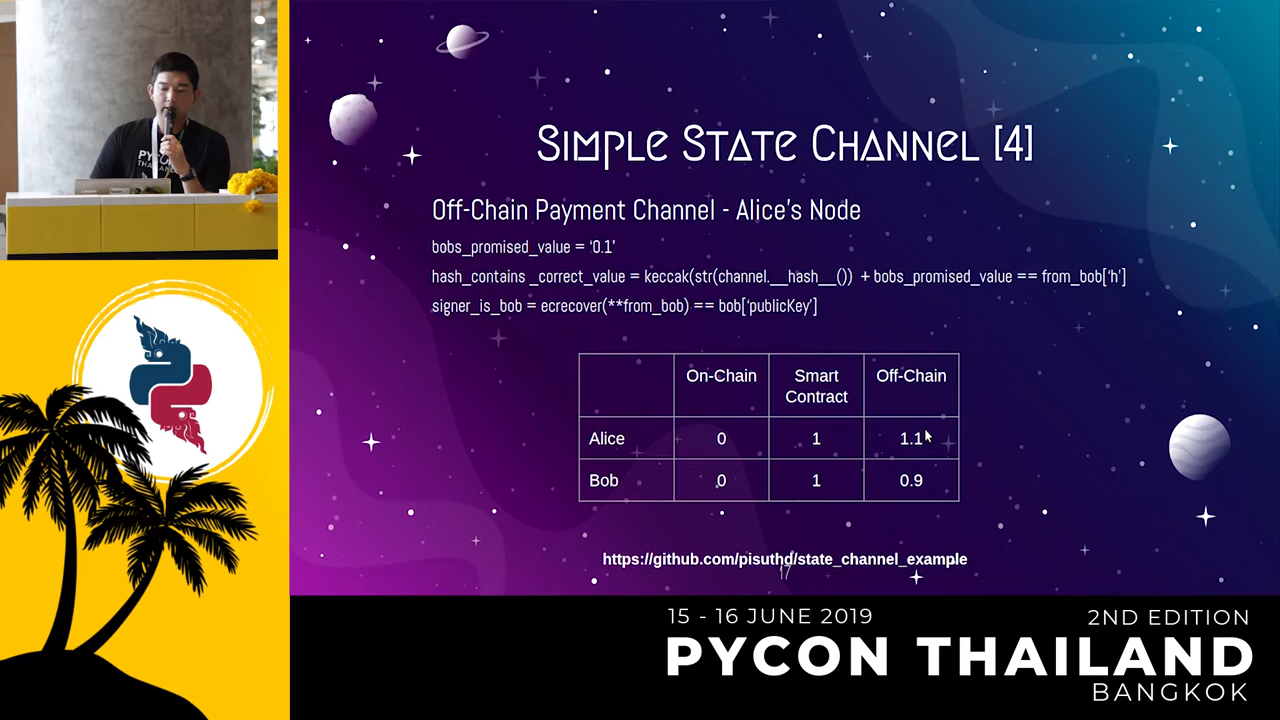 Simple State Channel [4]
Off-Chain Payment Channel - Alice's Node
bobs_promised_value = '0.1'
hash_contains _correct_value = keccak(str(channel.__hash__()) + bobs_promised_value == from_bob['h']
signer_is_bob = ecrecover(**from_bob) == bob['publicKey']
On-Chain Smart Contract Off-Chain
Alice 0 1 1.1
Bob 0 1 0.9
https://github.com/pisuthd/state_channel_example
17
15 - 16 JUNE 2019 2ND EDITION
PYCON THAILAND
BANGKOK